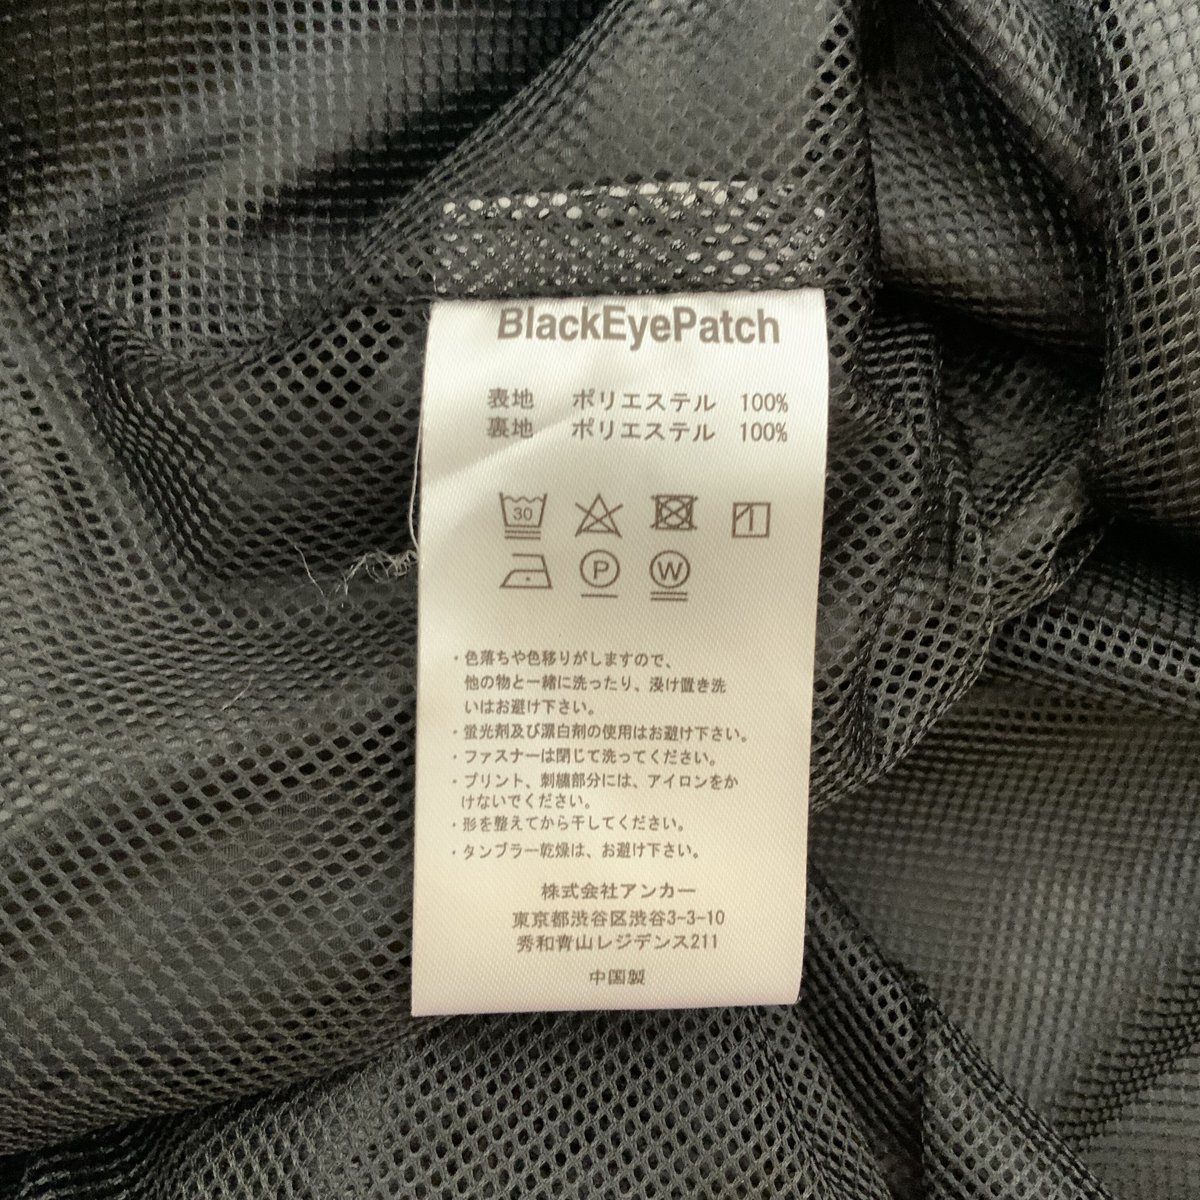 BlackEyePatch
表地 ポリエステル 100%
裏地 ポリエステル 100%
30
P W
・色落ちや色移りがしますので、
他の物と一緒に洗ったり、浸け置き洗
いはお避け下さい。
・蛍光剤及び漂白剤の使用はお避け下さい。
・ファスナーは閉じて洗ってください。
・プリント、刺繍部分には、アイロンをか
けないでください。
・形を整えてから干してください。
・タンブラー乾燥は、お避け下さい。
株式会社アンカー
東京都渋谷区渋谷3-3-10
秀和青山レジデンス211
中国製